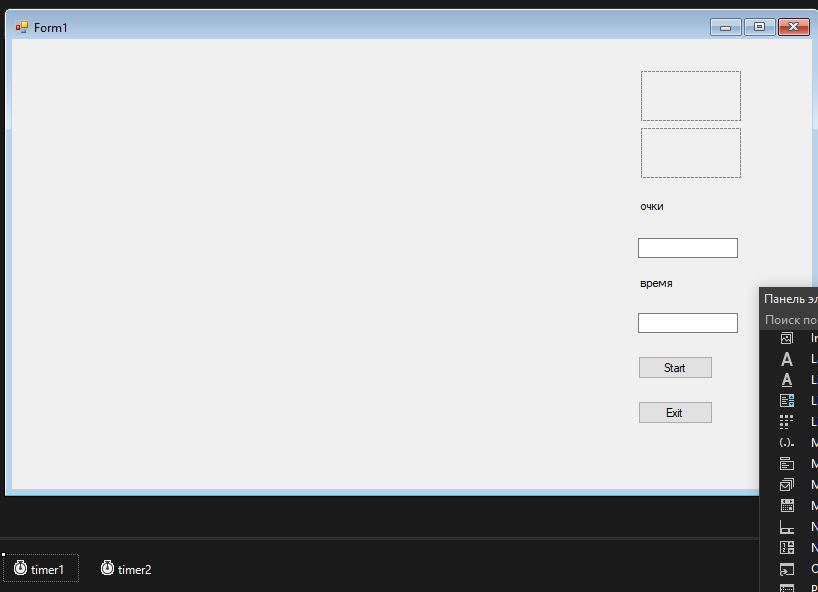 Form1
очки
время
Start
Exit
Панель эл
Поиск по
timer1
timer2